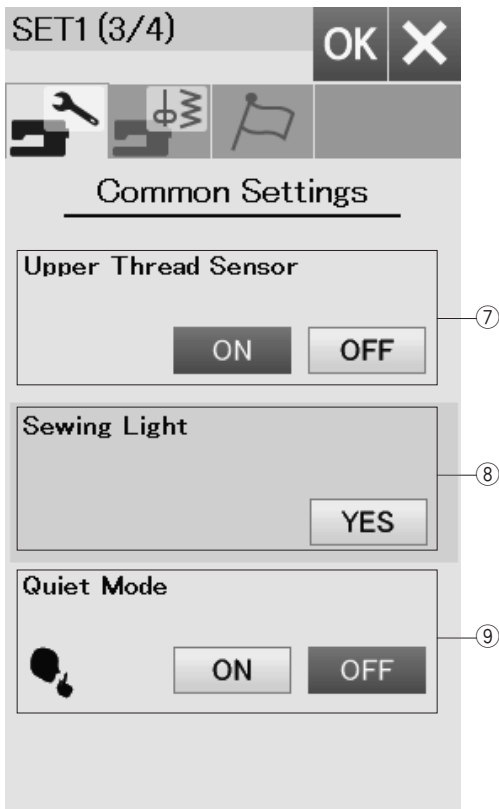 SET1 (3/4)
OK
Common Settings
Upper Thread Sensor
ON OFF
⑦
Sewing Light
YES
⑧
Quiet Mode
ON OFF
⑨